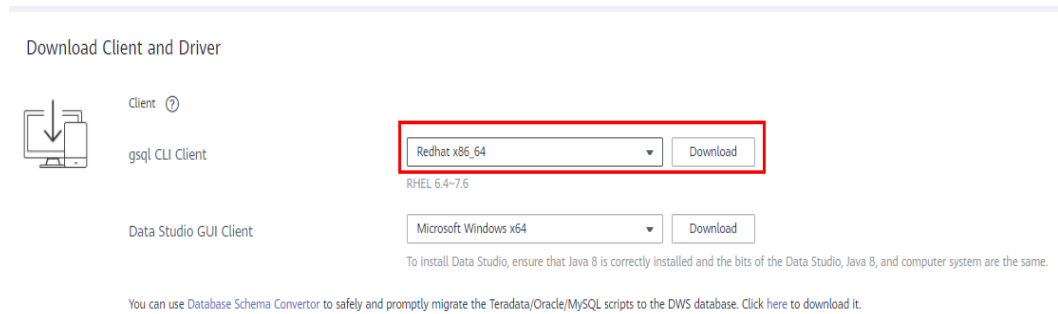 Download Client and Driver
Client ?
gsql CLI Client
Redhat x86_64
Download
RHEL 6.4~7.6
Data Studio GUI Client
Microsoft Windows x64
Download
To install Data Studio, ensure that Java 8 is correctly installed and the bits of the Data Studio, Java 8, and computer system are the same.
You can use Database Schema Convertor to safely and promptly migrate the Teradata/Oracle/MySQL scripts to the DWS database. Click here to download it.